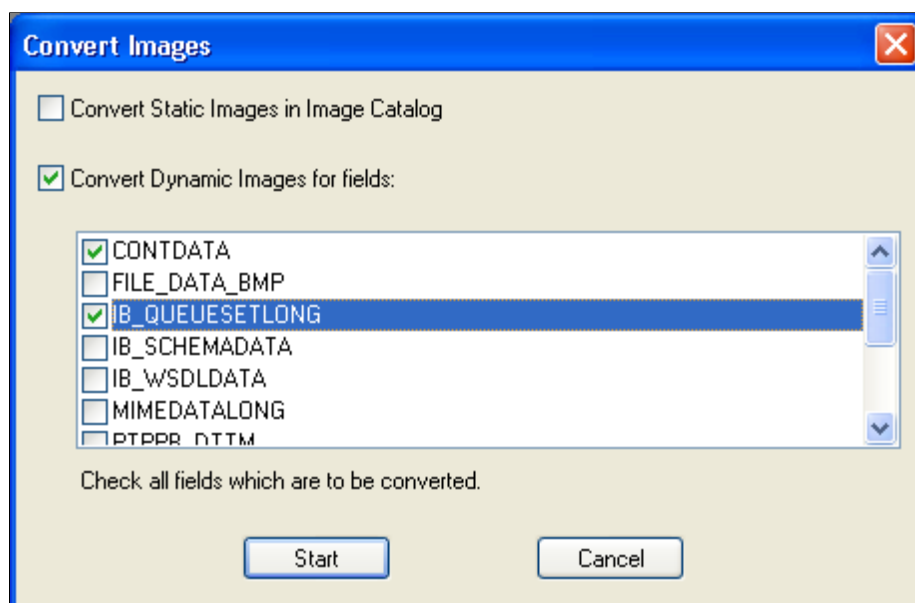 Convert Images
Convert Static Images in Image Catalog
Convert Dynamic Images for fields:
CONTDATA
FILE_DATA_BMP
IB_QUEUESETLONG
IB_SCHEMADATA
IB_WSDLDATA
MIMEDATALONG
PTPPB_DTTM
Check all fields which are to be converted.
Start
Cancel